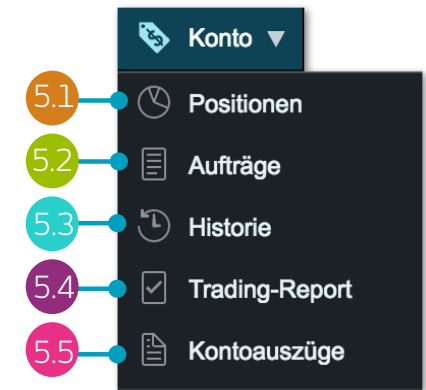 Konto ▼
5.1 Positionen
5.2 Aufträge
5.3 Historie
5.4 Trading-Report
5.5 Kontoauszüge